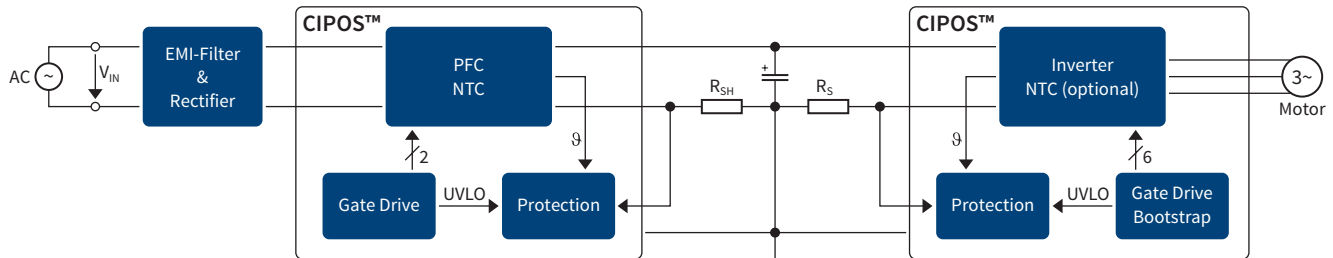 CIPOS™
CIPOS™
AC
~
V_IN
EMI-Filter
&
Rectifier
PFC
NTC
ϑ
2
Gate Drive
UVLO
Protection
+
R_SH
R_S
Inverter
NTC (optional)
ϑ
6
Protection
UVLO
Gate Drive
Bootstrap
3~
Motor